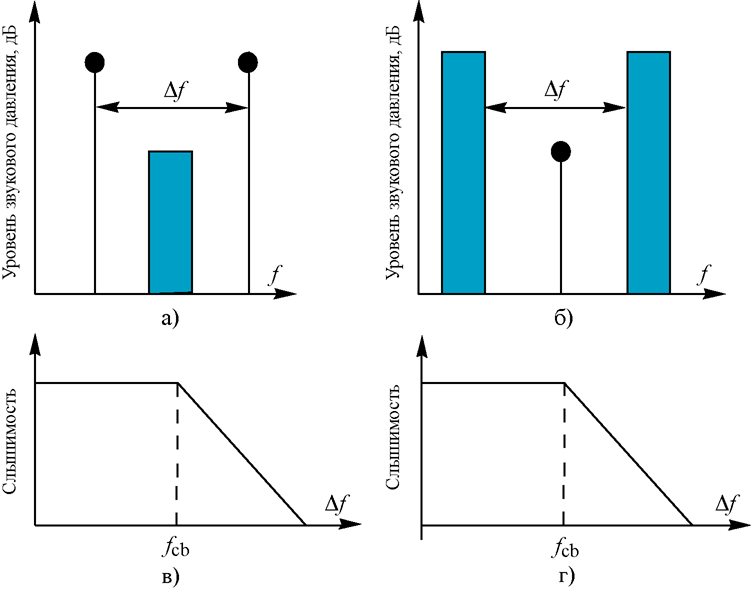 Уровень звукового давления, дБ
Δf
f
а)
Уровень звукового давления, дБ
Δf
f
б)
Слышимость
Δf
fcb
в)
Слышимость
Δf
fcb
г)